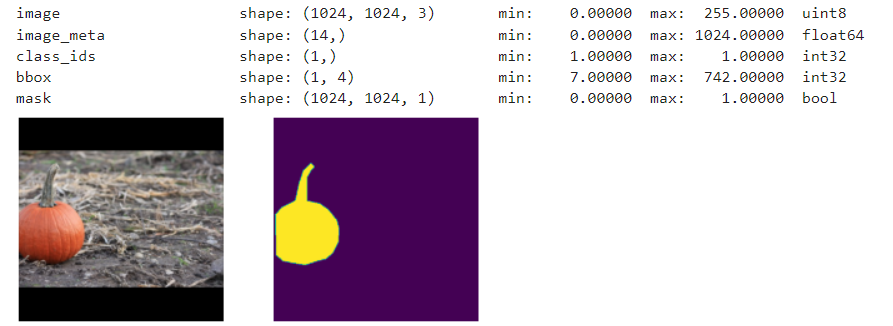 image shape: (1024, 1024, 3) min: 0.00000 max: 255.00000 uint8
image_meta shape: (14,) min: 0.00000 max: 1024.00000 float64
class_ids shape: (1,) min: 1.00000 max: 1.00000 int32
bbox shape: (1, 4) min: 7.00000 max: 742.00000 int32
mask shape: (1024, 1024, 1) min: 0.00000 max: 1.00000 bool